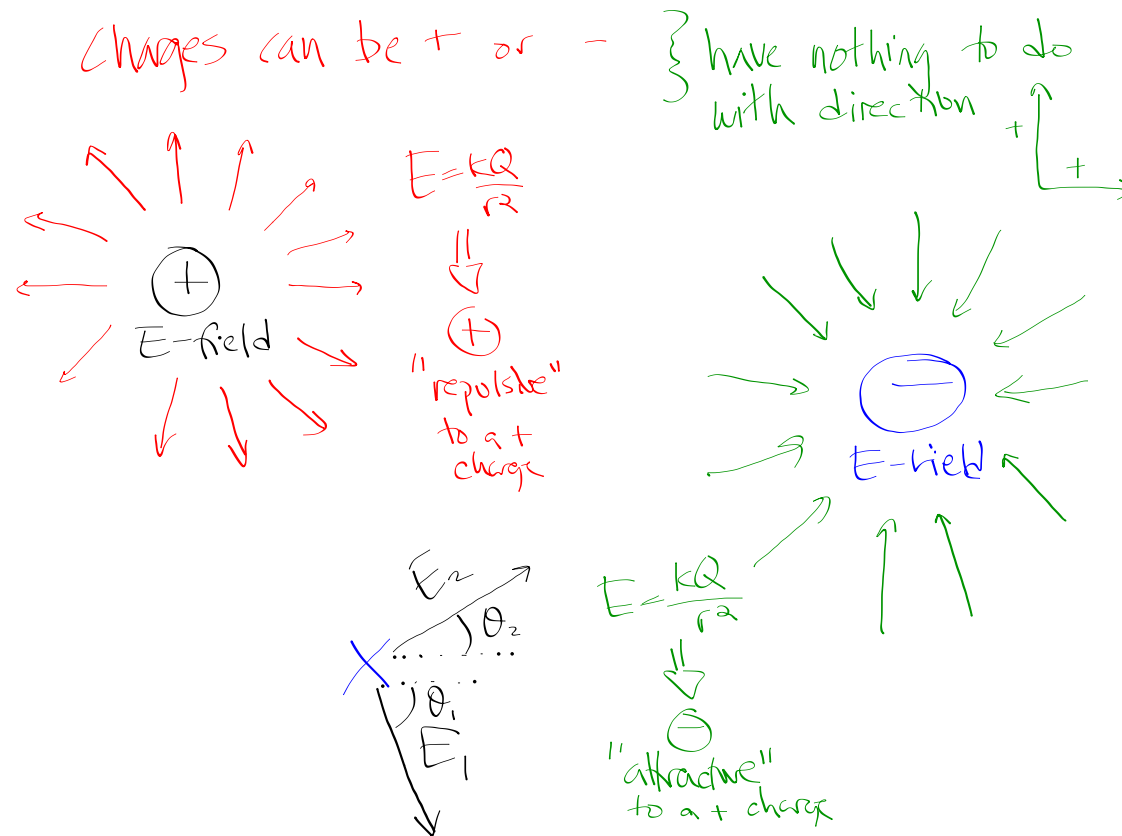 Charges can be + or -
} have nothing to do
with direction
+
+
E = kQ
r²
+
"repulsive"
to a +
charge
+
E-field
−
E-field
E = kQ
r²
−
"attractive"
to a + charge
E₂
θ₂
θ₁
E₁